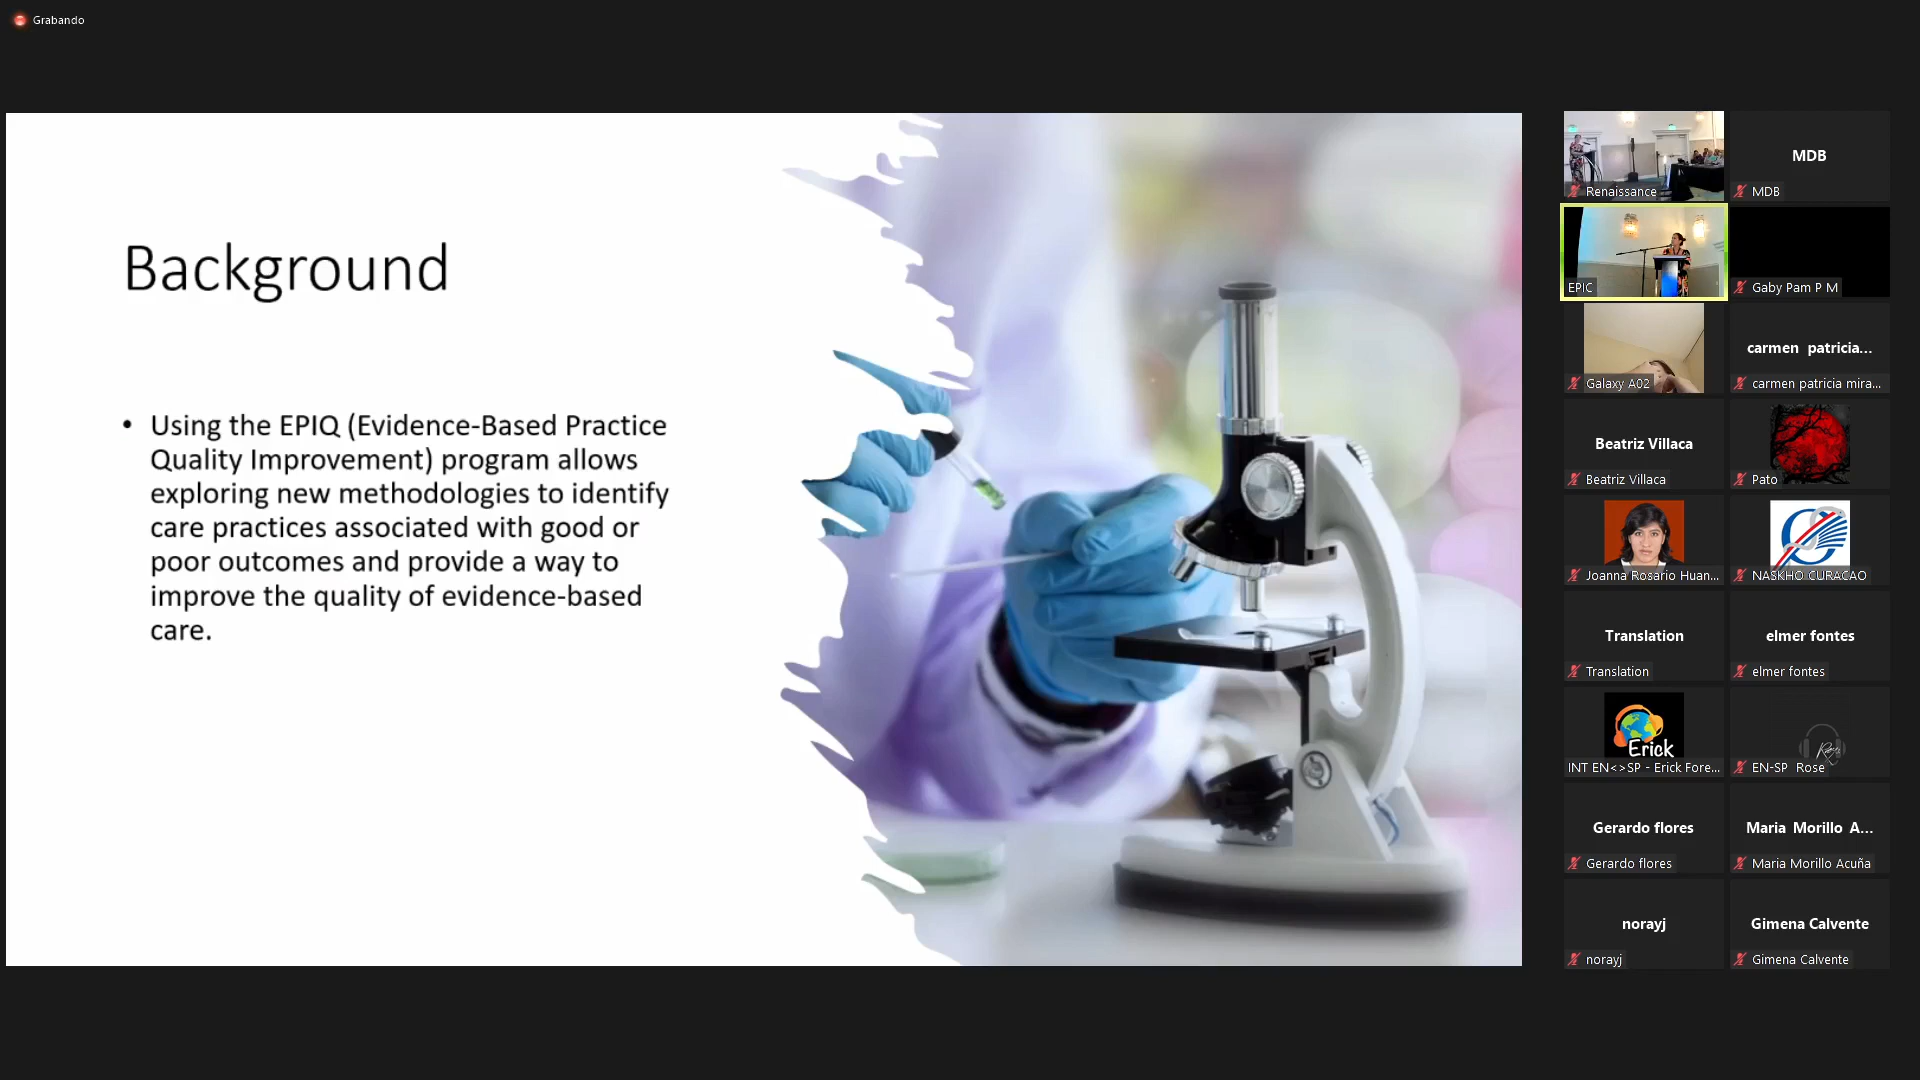 Grabando
Background
• Using the EPIQ (Evidence-Based Practice
Quality Improvement) program allows
exploring new methodologies to identify
care practices associated with good or
poor outcomes and provide a way to
improve the quality of evidence-based
care.
Renaissance
MDB
MDB
EPIC
Gaby Pam P M
Galaxy A02
carmen patricia...
carmen patricia mira...
Beatriz Villaca
Beatriz Villaca
Pato
Joanna Rosario Huan...
NASKHO CURACAO
Translation
Translation
elmer fontes
elmer fontes
Erick
INT EN<>SP - Erick Fore...
EN-SP Rose
Gerardo flores
Gerardo flores
Maria Morillo A...
Maria Morillo Acuña
norayj
norayj
Gimena Calvente
Gimena Calvente